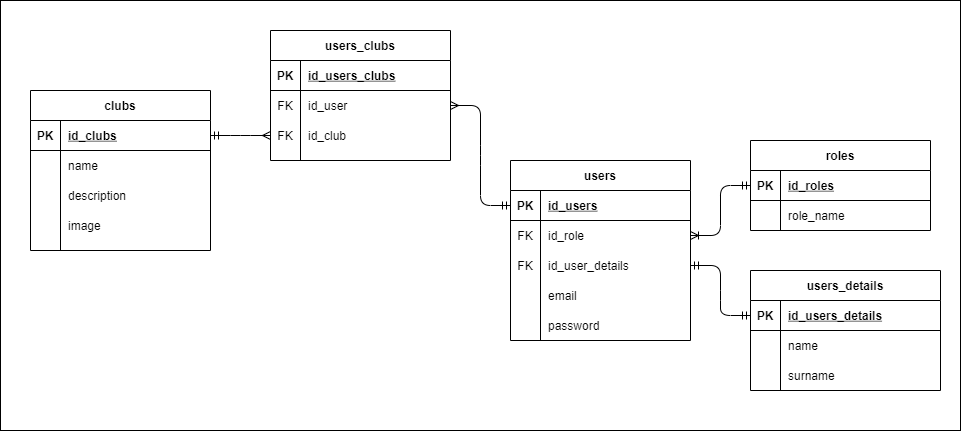 users_clubs
PK id_users_clubs
FK id_user
FK id_club
clubs
PK id_clubs
name
description
image
users
PK id_users
FK id_role
FK id_user_details
email
password
roles
PK id_roles
role_name
users_details
PK id_users_details
name
surname